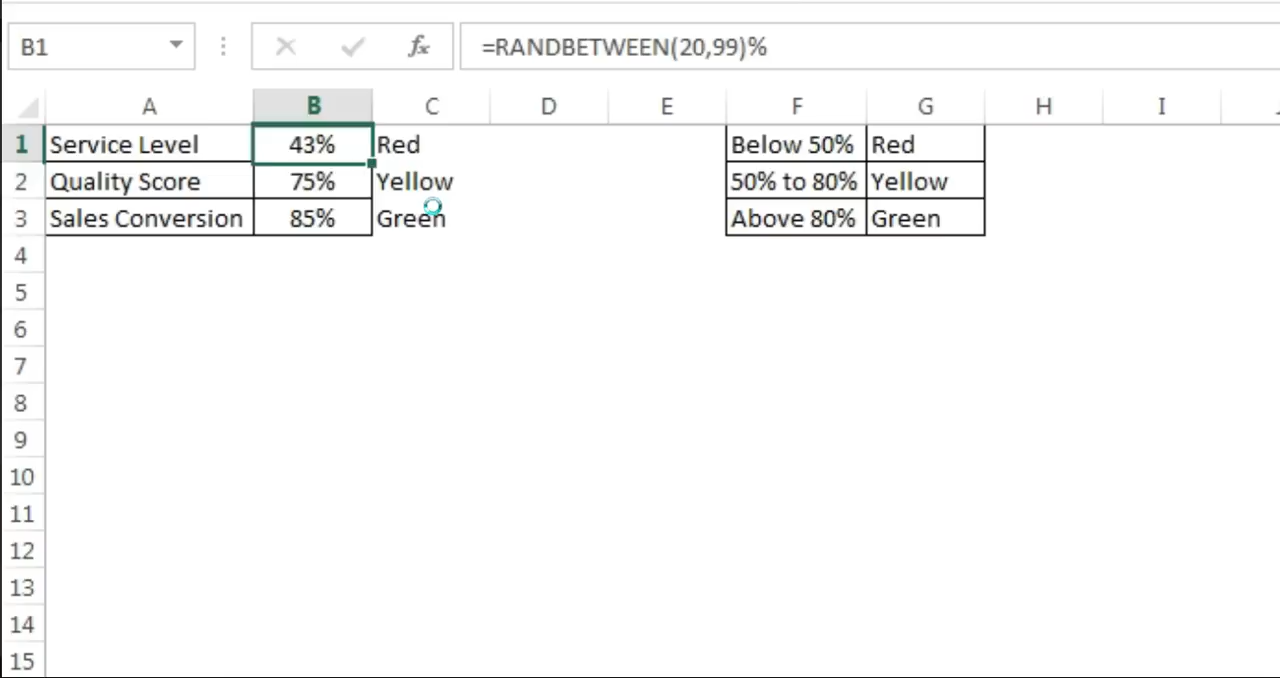 B1 fx =RANDBETWEEN(20,99)%
A B C D E F G H I
1 Service Level 43% Red Below 50% Red
2 Quality Score 75% Yellow 50% to 80% Yellow
3 Sales Conversion 85% Green Above 80% Green
4
5
6
7
8
9
10
11
12
13
14
15